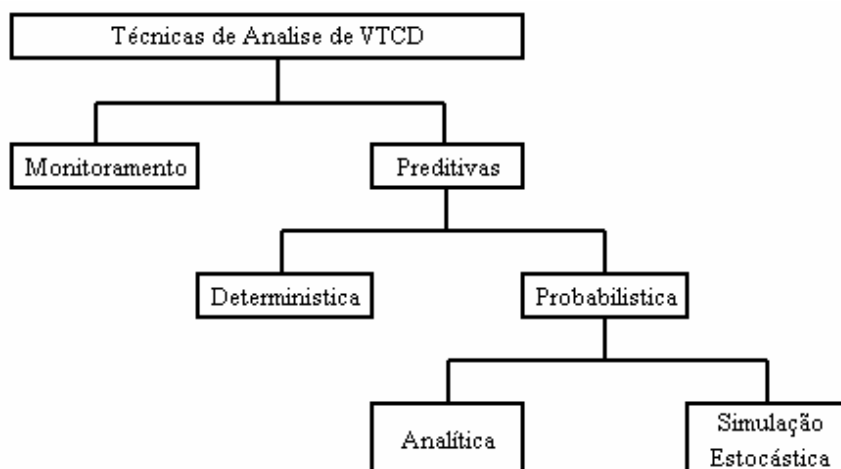 Técnicas de Analise de VTCD
Monitoramento
Preditivas
Deterministica
Probabilistica
Analítica
Simulação
Estocástica